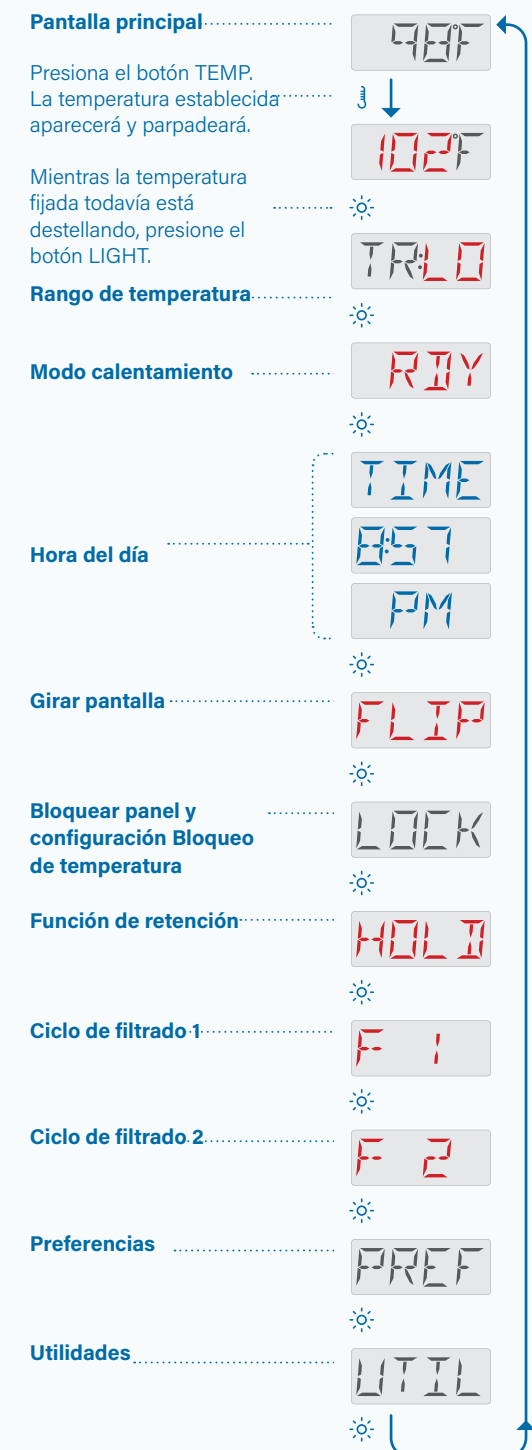 Pantalla principal
98°F
Presiona el botón TEMP.
La temperatura establecida
aparecerá y parpadeará.
102°F
Mientras la temperatura
fijada todavía está
destellando, presione el
botón LIGHT.
TR:LO
Rango de temperatura
Modo calentamiento
RDY
TIME
Hora del día
8:57
PM
Girar pantalla
FLIP
Bloquear panel y
configuración Bloqueo
de temperatura
LOCK
Función de retención
HOLD
Ciclo de filtrado 1
F 1
Ciclo de filtrado 2
F 2
Preferencias
PREF
Utilidades
UTIL